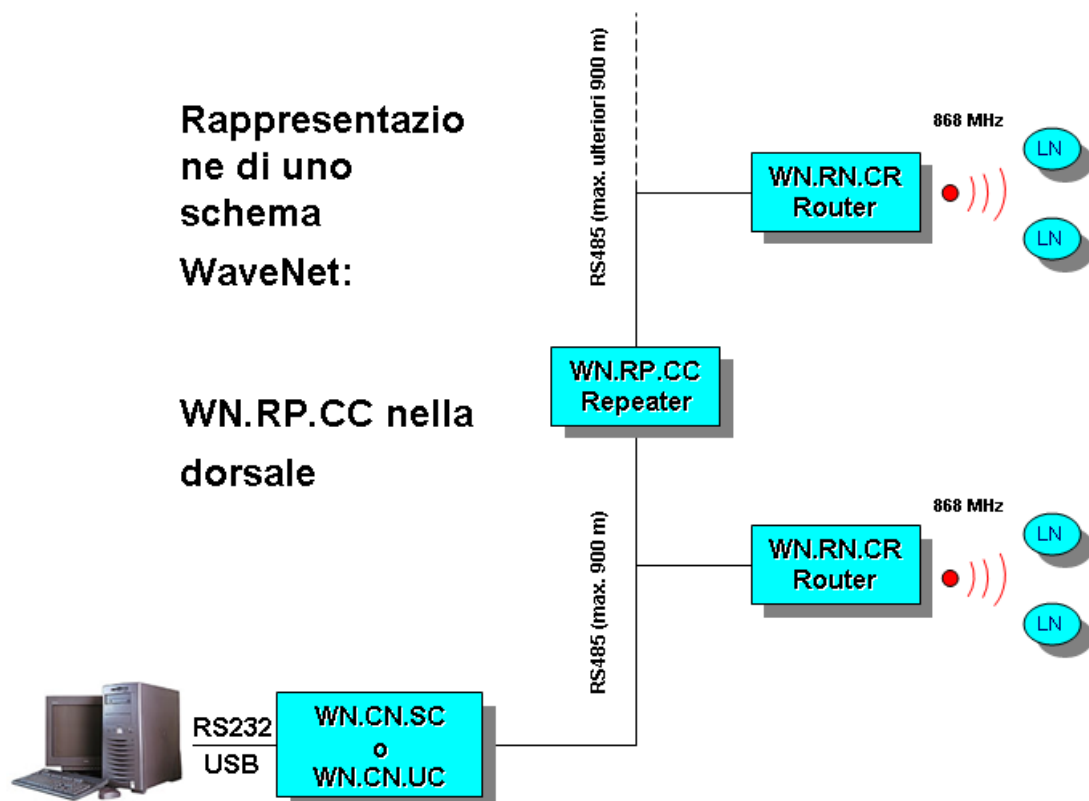 Rappresentazio
ne di uno
schema
WaveNet:
WN.RP.CC nella
dorsale
RS485 (max. ulteriori 900 m)
868 MHz
WN.RN.CR
Router
LN
LN
WN.RP.CC
Repeater
RS485 (max. 900 m)
868 MHz
WN.RN.CR
Router
LN
LN
RS232
USB
WN.CN.SC
o
WN.CN.UC